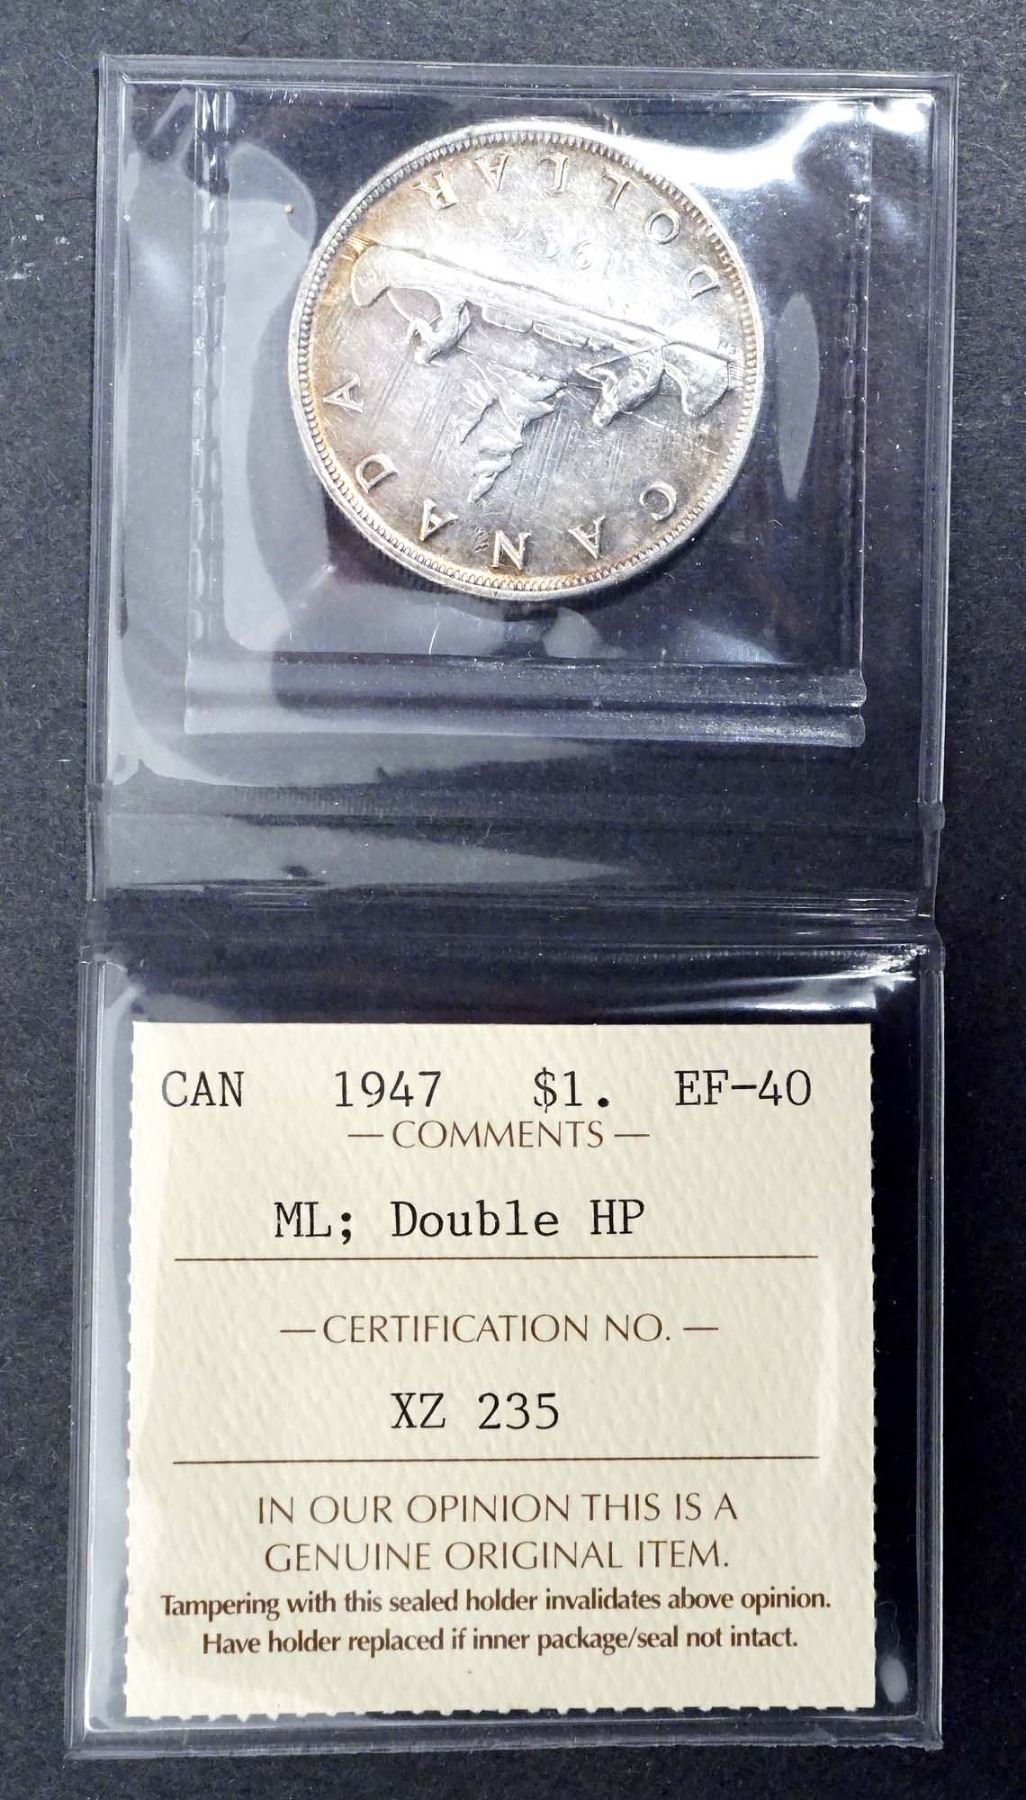 CANADA
194
DOLLAR
CAN 1947 $1. EF-40
— COMMENTS —
ML; Double HP
— CERTIFICATION NO. —
XZ 235
IN OUR OPINION THIS IS A
GENUINE ORIGINAL ITEM.
Tampering with this sealed holder invalidates above opinion.
Have holder replaced if inner package/seal not intact.